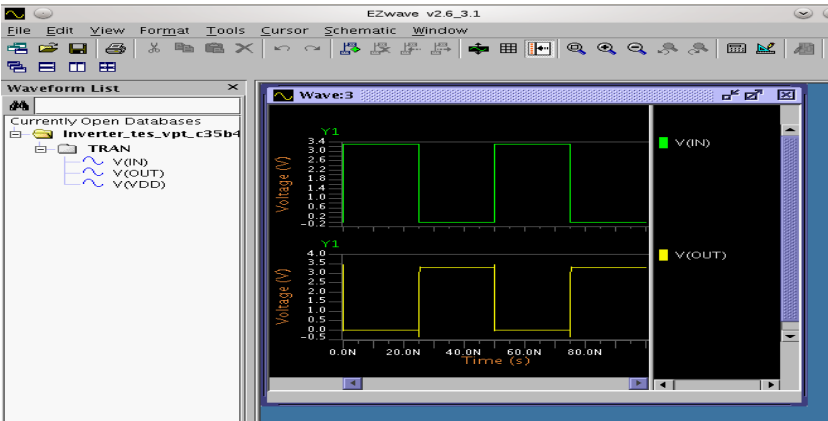 EZwave v2.6_3.1
File Edit View Format Tools Cursor Schematic Window
Waveform List ×
Currently Open Databases
Inverter_tes_vpt_c35b4
TRAN
V(IN)
V(OUT)
V(VDD)
Wave:3
Y1
3.4
3.0
2.6
2.2
1.8
1.4
1.0
0.6
0.2
-0.2
Voltage (V)
V(IN)
Y1
4.0
3.5
3.0
2.5
2.0
1.5
1.0
0.5
0.0
-0.5
Voltage (V)
V(OUT)
0.0N 20.0N 40.0N 60.0N 80.0N
Time (s)